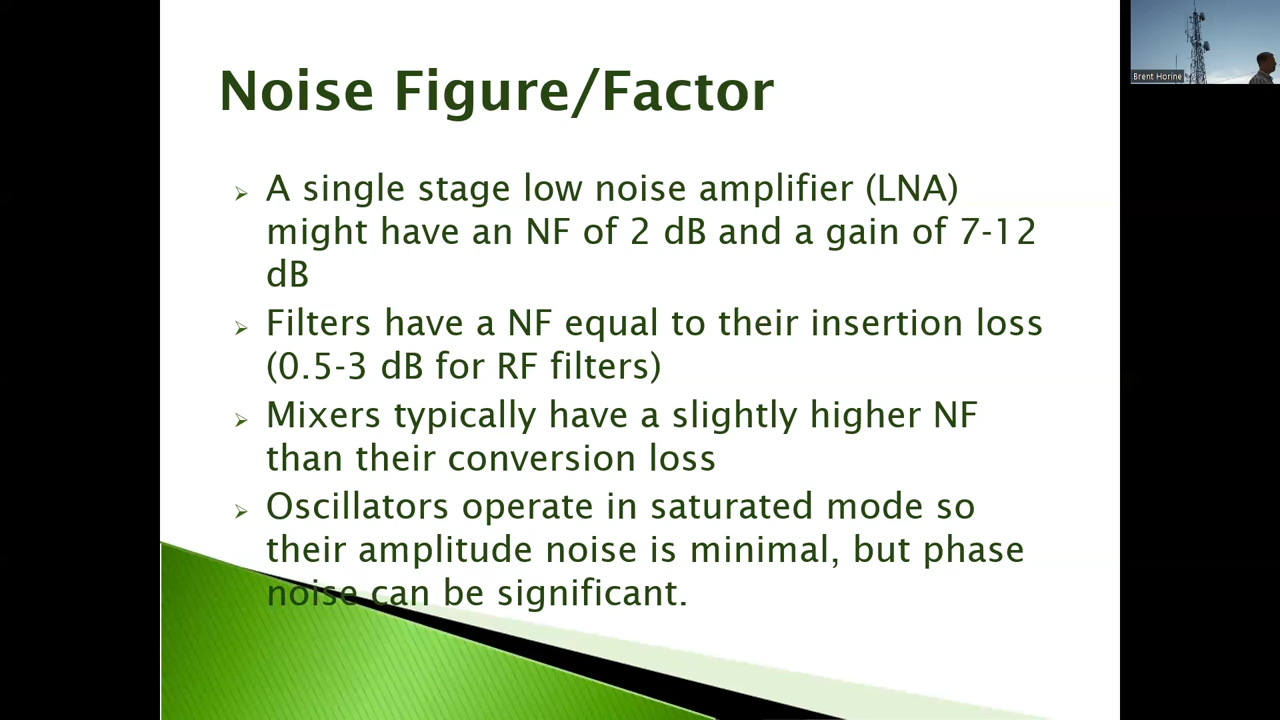 Noise Figure/Factor
A single stage low noise amplifier (LNA)
might have an NF of 2 dB and a gain of 7-12
dB
Filters have a NF equal to their insertion loss
(0.5-3 dB for RF filters)
Mixers typically have a slightly higher NF
than their conversion loss
Oscillators operate in saturated mode so
their amplitude noise is minimal, but phase
noise can be significant.
Brent Horine